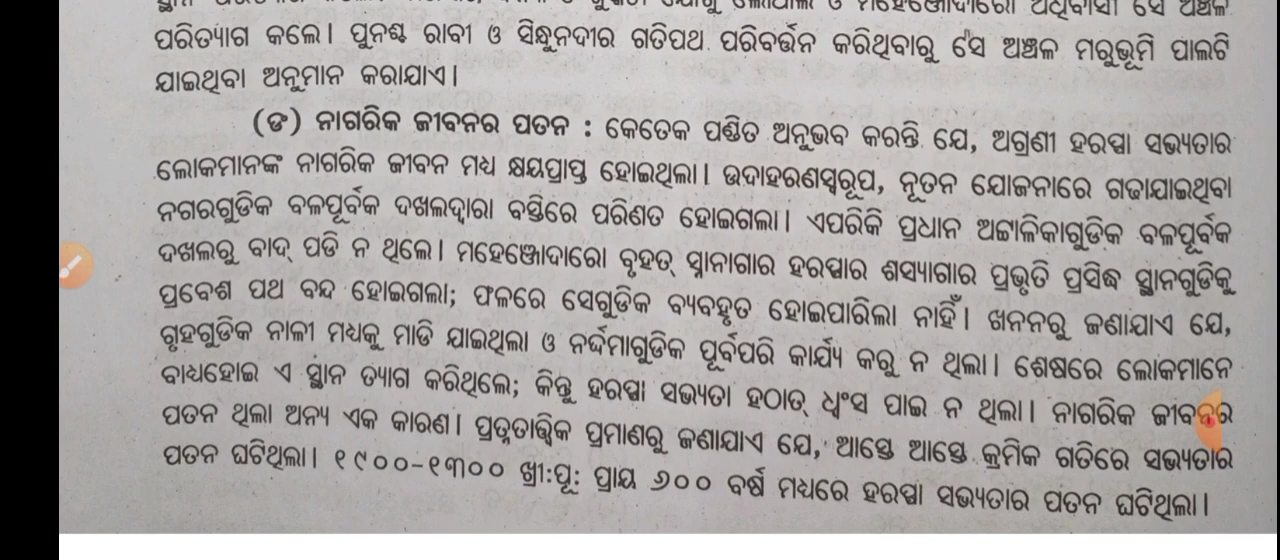 ପରିତ୍ୟାଗ କଲେ। ପୁନଶ୍ଚ ରାବୀ ଓ ସିନ୍ଧୁନଦୀର ଗତିପଥ ପରିବର୍ତ୍ତନ କରିଥିବାରୁ ସେ ଅଞ୍ଚଳ ମରୁଭୂମି ପାଲଟି
ଯାଇଥିବା ଅନୁମାନ କରାଯାଏ।
(ଙ) ନାଗରିକ ଜୀବନର ପତନ : କେତେକ ପଣ୍ଡିତ ଅନୁଭବ କରନ୍ତି ଯେ, ଅଗ୍ରଣୀ ହରପ୍ପା ସଭ୍ୟତାର
ଲୋକମାନଙ୍କ ନାଗରିକ ଜୀବନ ମଧ୍ୟ କ୍ଷୟପ୍ରାପ୍ତ ହୋଇଥିଲା। ଉଦାହରଣସ୍ୱରୂପ, ନୂତନ ଯୋଜନାରେ ଗଢାଯାଇଥିବା
ନଗରଗୁଡିକ ବଳପୂର୍ବକ ଦଖଲଦ୍ୱାରା ବସ୍ତିରେ ପରିଣତ ହୋଇଗଲା। ଏପରିକି ପ୍ରଧାନ ଅଟ୍ଟାଳିକାଗୁଡିକ ବଳପୂର୍ବକ
ଦଖଲରୁ ବାଦ୍ ପଡି ନ ଥିଲେ। ମହେଞ୍ଜୋଦାରୋ ବୃହତ୍ ସ୍ନାନାଗାର ହରପ୍ପାର ଶସ୍ୟାଗାର ପ୍ରଭୃତି ପ୍ରସିଦ୍ଧ ସ୍ଥାନଗୁଡିକୁ
ପ୍ରବେଶ ପଥ ବନ୍ଦ ହୋଇଗଲା; ଫଳରେ ସେଗୁଡିକ ବ୍ୟବହୃତ ହୋଇପାରିଲା ନାହିଁ। ଖନନରୁ ଜଣାଯାଏ ଯେ,
ଗୃହଗୁଡିକ ନାଳୀ ମଧ୍ୟକୁ ମାଡି ଯାଇଥିଲା ଓ ନର୍ଦ୍ଦମାଗୁଡିକ ପୂର୍ବପରି କାର୍ଯ୍ୟ କରୁ ନ ଥିଲା। ଶେଷରେ ଲୋକମାନେ
ବାଧ୍ୟହୋଇ ଏ ସ୍ଥାନ ତ୍ୟାଗ କରିଥିଲେ; କିନ୍ତୁ ହରପ୍ପା ସଭ୍ୟତା ହଠାତ୍ ଧ୍ୱଂସ ପାଇ ନ ଥିଲା। ନାଗରିକ ଜୀବନର
ପତନ ଥିଲା ଅନ୍ୟ ଏକ କାରଣ। ପ୍ରତ୍ନତାତ୍ତ୍ୱିକ ପ୍ରମାଣରୁ ଜଣାଯାଏ ଯେ, ଆସ୍ତେ ଆସ୍ତେ କ୍ରମିକ ଗତିରେ ସଭ୍ୟତାର
ପତନ ଘଟିଥିଲା। ୧୯୦୦-୧୩୦୦ ଖ୍ରୀ:ପୂ: ପ୍ରାୟ ୬୦୦ ବର୍ଷ ମଧ୍ୟରେ ହରପ୍ପା ସଭ୍ୟତାର ପତନ ଘଟିଥିଲା।